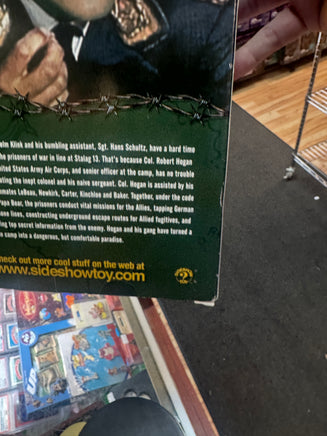 elm Klink and his bumbling assistant, Sgt. Hans Schultz, have a hard time
he prisoners of war in line at Stalag 13. That's because Col. Robert Hogan
nited States Army Air Corps, and senior officer at the camp, has no trouble
ating the inept colonel and his naive sergeant. Col. Hogan is assisted by his
nmates LeBeau, Newkirk, Carter, Kinchloe and Baker. Together, under the code
Papa Bear, the prisoners conduct vital missions for the Allies, tapping German
one lines, constructing underground escape routes for Allied fugitives, and
ing top secret information from the enemy. Hogan and his gang have turned a
n camp into a dangerous, but comfortable paradise.
heck out more cool stuff on the web at
www.sideshowtoy.com